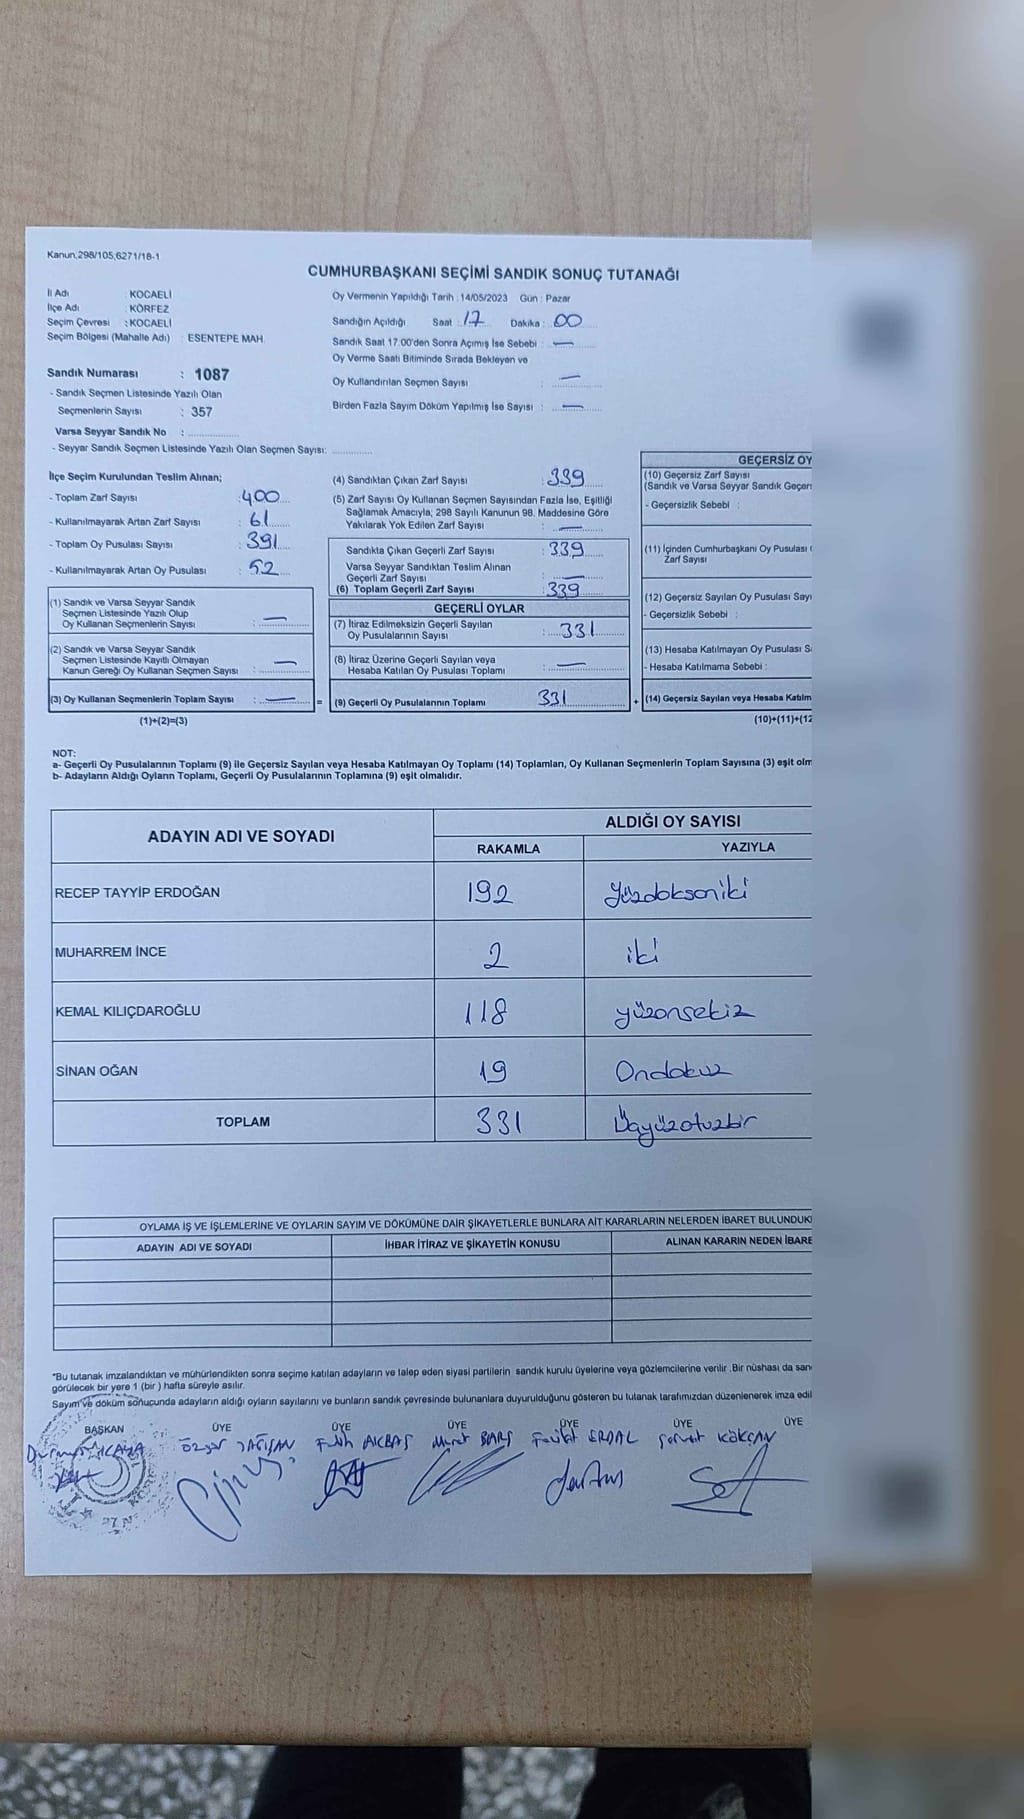 Kanun,298/105,6271/18-1
CUMHURBAŞKANI SEÇİMİ SANDIK SONUÇ TUTANAĞI
İl Adı KOCAELİ
İlçe Adı : KÖRFEZ
Seçim Çevresi : KOCAELİ
Seçim Bölgesi (Mahalle Adı) : ESENTEPE MAH.
Oy Vermenin Yapıldığı Tarih : 14/05/2023 Gün : Pazar
Sandığın Açıldığı Saat : 17 Dakika : 00
Sandık Saat 17.00'den Sonra Açımış İse Sebebi : —
Oy Verme Saati Bitiminde Sırada Bekleyen ve
Oy Kullandırılan Seçmen Sayısı : —
Birden Fazla Sayım Döküm Yapılmış İse Sayısı : —
Sandık Numarası : 1087
- Sandık Seçmen Listesinde Yazılı Olan
Seçmenlerin Sayısı : 357
Varsa Seyyar Sandık No :
- Seyyar Sandık Seçmen Listesinde Yazılı Olan Seçmen Sayısı:
İlçe Seçim Kurulundan Teslim Alınan;
- Toplam Zarf Sayısı : 400
- Kullanılmayarak Artan Zarf Sayısı : 61
- Toplam Oy Pusulası Sayısı : 391
- Kullanılmayarak Artan Oy Pusulası : 52
(1) Sandık ve Varsa Seyyar Sandık
Seçmen Listesinde Yazılı Olup
Oy Kullanan Seçmenlerin Sayısı : —
(2) Sandık ve Varsa Seyyar Sandık
Seçmen Listesinde Kayıtlı Olmayan
Kanun Gereği Oy Kullanan Seçmen Sayısı : —
(3) Oy Kullanan Seçmenlerin Toplam Sayısı : —
(1)+(2)=(3)
(4) Sandıktan Çıkan Zarf Sayısı : 339
(5) Zarf Sayısı Oy Kullanan Seçmen Sayısından Fazla İse, Eşitliği
Sağlamak Amacıyla; 298 Sayılı Kanunun 98. Maddesine Göre
Yakılarak Yok Edilen Zarf Sayısı : —
Sandıkta Çıkan Geçerli Zarf Sayısı : 339
Varsa Seyyar Sandıktan Teslim Alınan
Geçerli Zarf Sayısı : —
(6) Toplam Geçerli Zarf Sayısı : 339
GEÇERLİ OYLAR
(7) İtiraz Edilmeksizin Geçerli Sayılan
Oy Pusulalarının Sayısı : 331
(8) İtiraz Üzerine Geçerli Sayılan veya
Hesaba Katılan Oy Pusulası Toplamı : —
= (9) Geçerli Oy Pusulalarının Toplamı 331 +
GEÇERSİZ OY
(10) Geçersiz Zarf Sayısı
(Sandık ve Varsa Seyyar Sandık Geçer
- Geçersizlik Sebebi :
(11) İçinden Cumhurbaşkanı Oy Pusulası
Zarf Sayısı
(12) Geçersiz Sayılan Oy Pusulası Sayı
- Geçersizlik Sebebi :
(13) Hesaba Katılmayan Oy Pusulası S
- Hesaba Katılmama Sebebi :
(14) Geçersiz Sayılan veya Hesaba Katılm
(10)+(11)+(12
NOT:
a- Geçerli Oy Pusulalarının Toplamı (9) ile Geçersiz Sayılan veya Hesaba Katılmayan Oy Toplamı (14) Toplamları, Oy Kullanan Seçmenlerin Toplam Sayısına (3) eşit olm
b- Adayların Aldığı Oyların Toplamı, Geçerli Oy Pusulalarının Toplamına (9) eşit olmalıdır.
ADAYIN ADI VE SOYADI
ALDIĞI OY SAYISI
RAKAMLA YAZIYLA
RECEP TAYYİP ERDOĞAN 192 Yüzdoksaniki
MUHARREM İNCE 2 iki
KEMAL KILIÇDAROĞLU 118 yüzonsekiz
SİNAN OĞAN 19 Ondokuz
TOPLAM 331 Üçyüzotuzbir
OYLAMA İŞ VE İŞLEMLERİNE VE OYLARIN SAYIM VE DÖKÜMÜNE DAİR ŞİKAYETLERLE BUNLARA AİT KARARLARIN NELERDEN İBARET BULUNDUK
ADAYIN ADI VE SOYADI İHBAR İTİRAZ VE ŞİKAYETİN KONUSU ALINAN KARARIN NEDEN İBARE
"Bu tutanak imzalandıktan ve mühürlendikten sonra seçime katılan adayların ve talep eden siyasi partilerin sandık kurulu üyelerine veya gözlemcilerine verilir .Bir nüshası da san
görülecek bir yere 1 (bir ) hafta süreyle asılır.
Sayım ve döküm sonucunda adayların aldığı oyların sayılarını ve bunların sandık çevresinde bulunanlara duyurulduğunu gösteren bu tutanak tarafımızdan düzenlenerek imza edil
BAŞKAN ÜYE ÜYE ÜYE ÜYE ÜYE ÜYE
Fatih AKBAŞ Murat BARŞ ERDAL KÖKÇAN